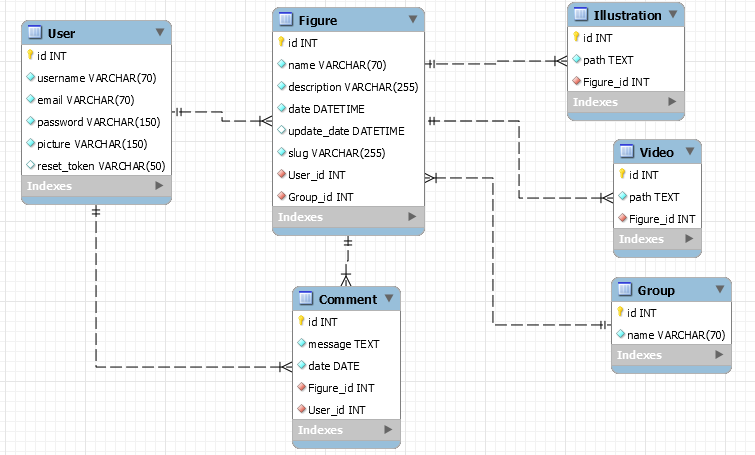 User
id INT
username VARCHAR(70)
email VARCHAR(70)
password VARCHAR(150)
picture VARCHAR(150)
reset_token VARCHAR(50)
Indexes
Figure
id INT
name VARCHAR(70)
description VARCHAR(255)
date DATETIME
update_date DATETIME
slug VARCHAR(255)
User_id INT
Group_id INT
Indexes
Illustration
id INT
path TEXT
Figure_id INT
Indexes
Video
id INT
path TEXT
Figure_id INT
Indexes
Comment
id INT
message TEXT
date DATE
Figure_id INT
User_id INT
Indexes
Group
id INT
name VARCHAR(70)
Indexes